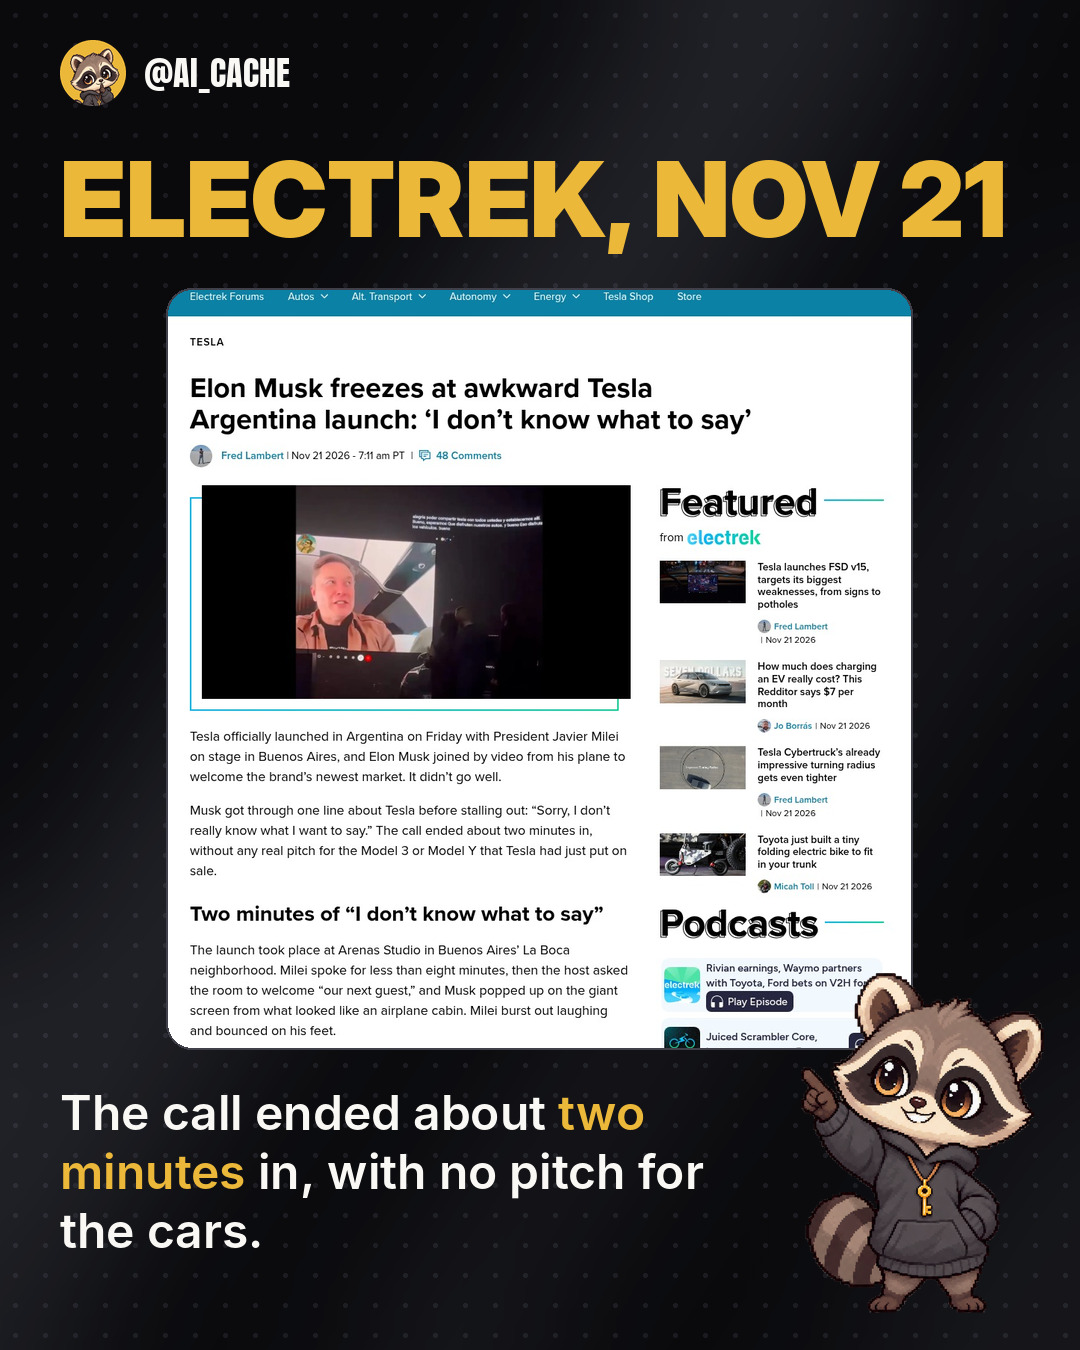 @AI_CACHE
ELECTREK, NOV 21
Electrek Forums Autos Alt. Transport Autonomy Energy Tesla Shop Store
TESLA
Elon Musk freezes at awkward Tesla
Argentina launch: ‘I don’t know what to say’
Fred Lambert | Nov 21 2026 - 7:11 am PT | 48 Comments
Tesla officially launched in Argentina on Friday with President Javier Milei
on stage in Buenos Aires, and Elon Musk joined by video from his plane to
welcome the brand’s newest market. It didn’t go well.
Musk got through one line about Tesla before stalling out: “Sorry, I don’t
really know what I want to say.” The call ended about two minutes in,
without any real pitch for the Model 3 or Model Y that Tesla had just put on
sale.
Two minutes of “I don’t know what to say”
The launch took place at Arenas Studio in Buenos Aires’ La Boca
neighborhood. Milei spoke for less than eight minutes, then the host asked
the room to welcome “our next guest,” and Musk popped up on the giant
screen from what looked like an airplane cabin. Milei burst out laughing
and bounced on his feet.
Featured
from electrek
Tesla launches FSD v15,
targets its biggest
weaknesses, from signs to
potholes
Fred Lambert
| Nov 21 2026
SEVEN DOLLARS
How much does charging
an EV really cost? This
Redditor says $7 per
month
Jo Borrás | Nov 21 2026
Tesla Cybertruck’s already
impressive turning radius
gets even tighter
Fred Lambert
| Nov 21 2026
Toyota just built a tiny
folding electric bike to fit
in your trunk
Micah Toll | Nov 21 2026
Podcasts
electrek
Rivian earnings, Waymo partners
with Toyota, Ford bets on V2H for
Play Episode
Juiced Scrambler Core,
The call ended about two
minutes in, with no pitch for
the cars.